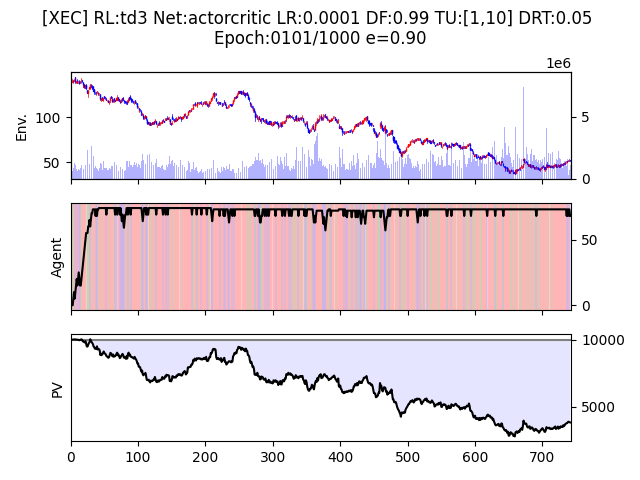 [XEC] RL:td3 Net:actorcritic LR:0.0001 DF:0.99 TU:[1,10] DRT:0.05
Epoch:0101/1000 e=0.90
1e6
Env.
100
50
5
0
Agent
50
0
PV
10000
5000
0 100 200 300 400 500 600 700